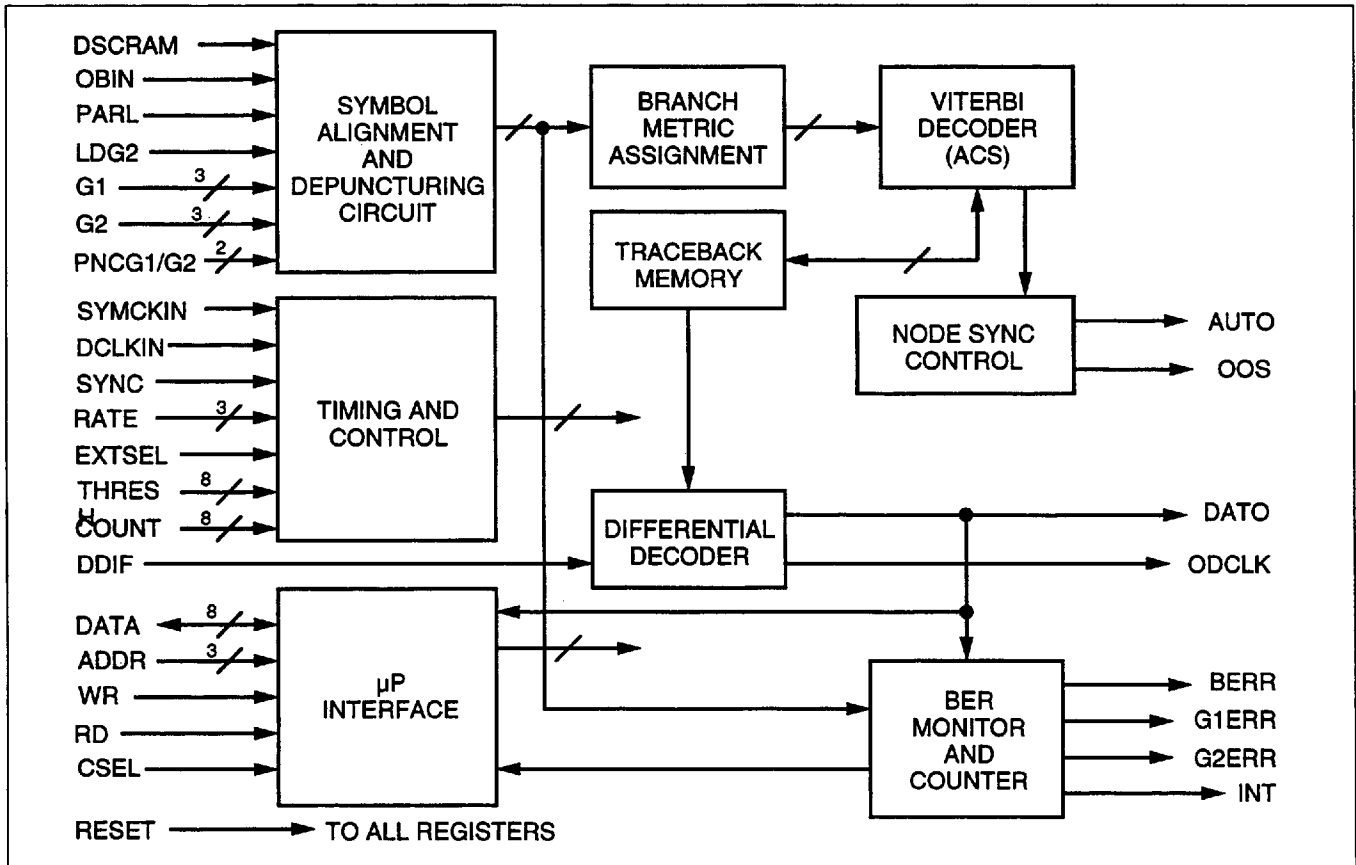 DSCRAM
OBIN
PARL
LDG2
G1
3
G2
3
PNCG1/G2
2
SYMBOL
ALIGNMENT
AND
DEPUNCTURING
CIRCUIT
BRANCH
METRIC
ASSIGNMENT
VITERBI
DECODER
(ACS)
TRACEBACK
MEMORY
NODE SYNC
CONTROL
AUTO
OOS
SYMCKIN
DCLKIN
SYNC
RATE
3
EXTSEL
THRES
8
H
COUNT
8
TIMING AND
CONTROL
DDIF
DIFFERENTIAL
DECODER
DATO
ODCLK
DATA
8
ADDR
3
WR
RD
CSEL
µP
INTERFACE
BER
MONITOR
AND
COUNTER
BERR
G1ERR
G2ERR
INT
RESET
TO ALL REGISTERS